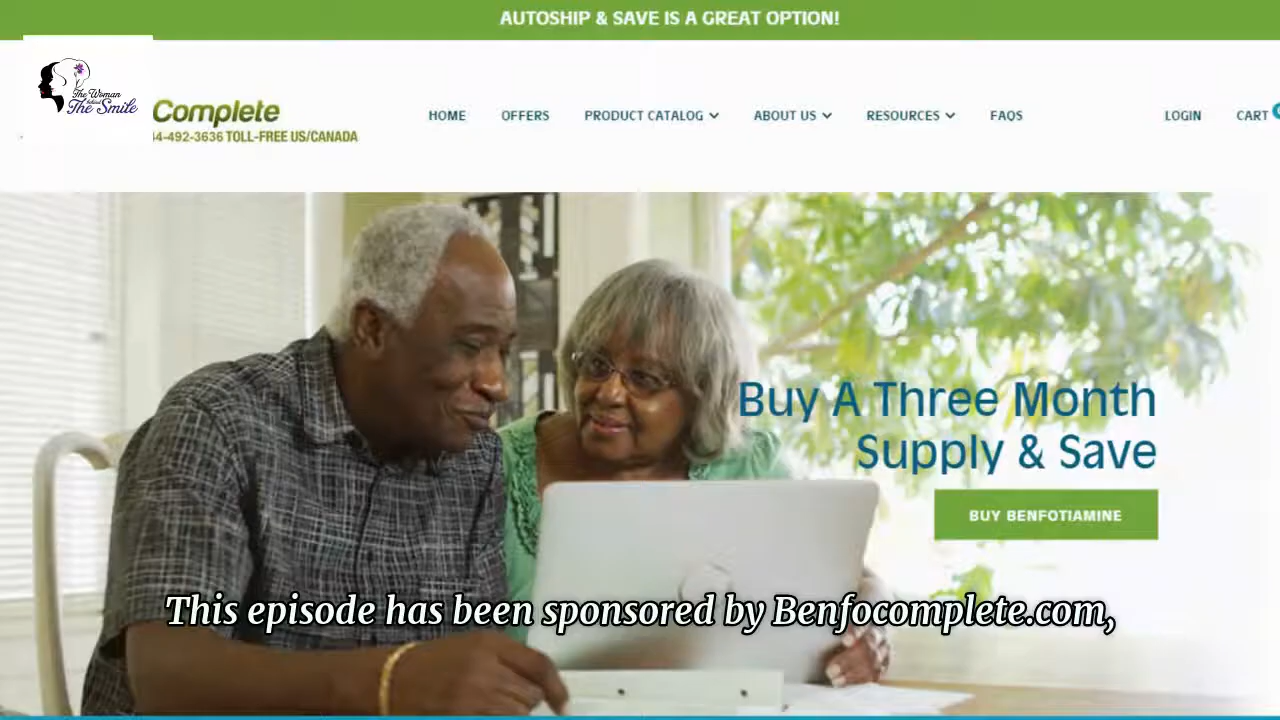 AUTOSHIP & SAVE IS A GREAT OPTION!
The Woman
behind
The Smile
Complete
4-492-3636 TOLL-FREE US/CANADA
HOME
OFFERS
PRODUCT CATALOG
ABOUT US
RESOURCES
FAQS
LOGIN
CART
Buy A Three Month
Supply & Save
BUY BENFOTIAMINE
This episode has been sponsored by Benfocomplete.com,